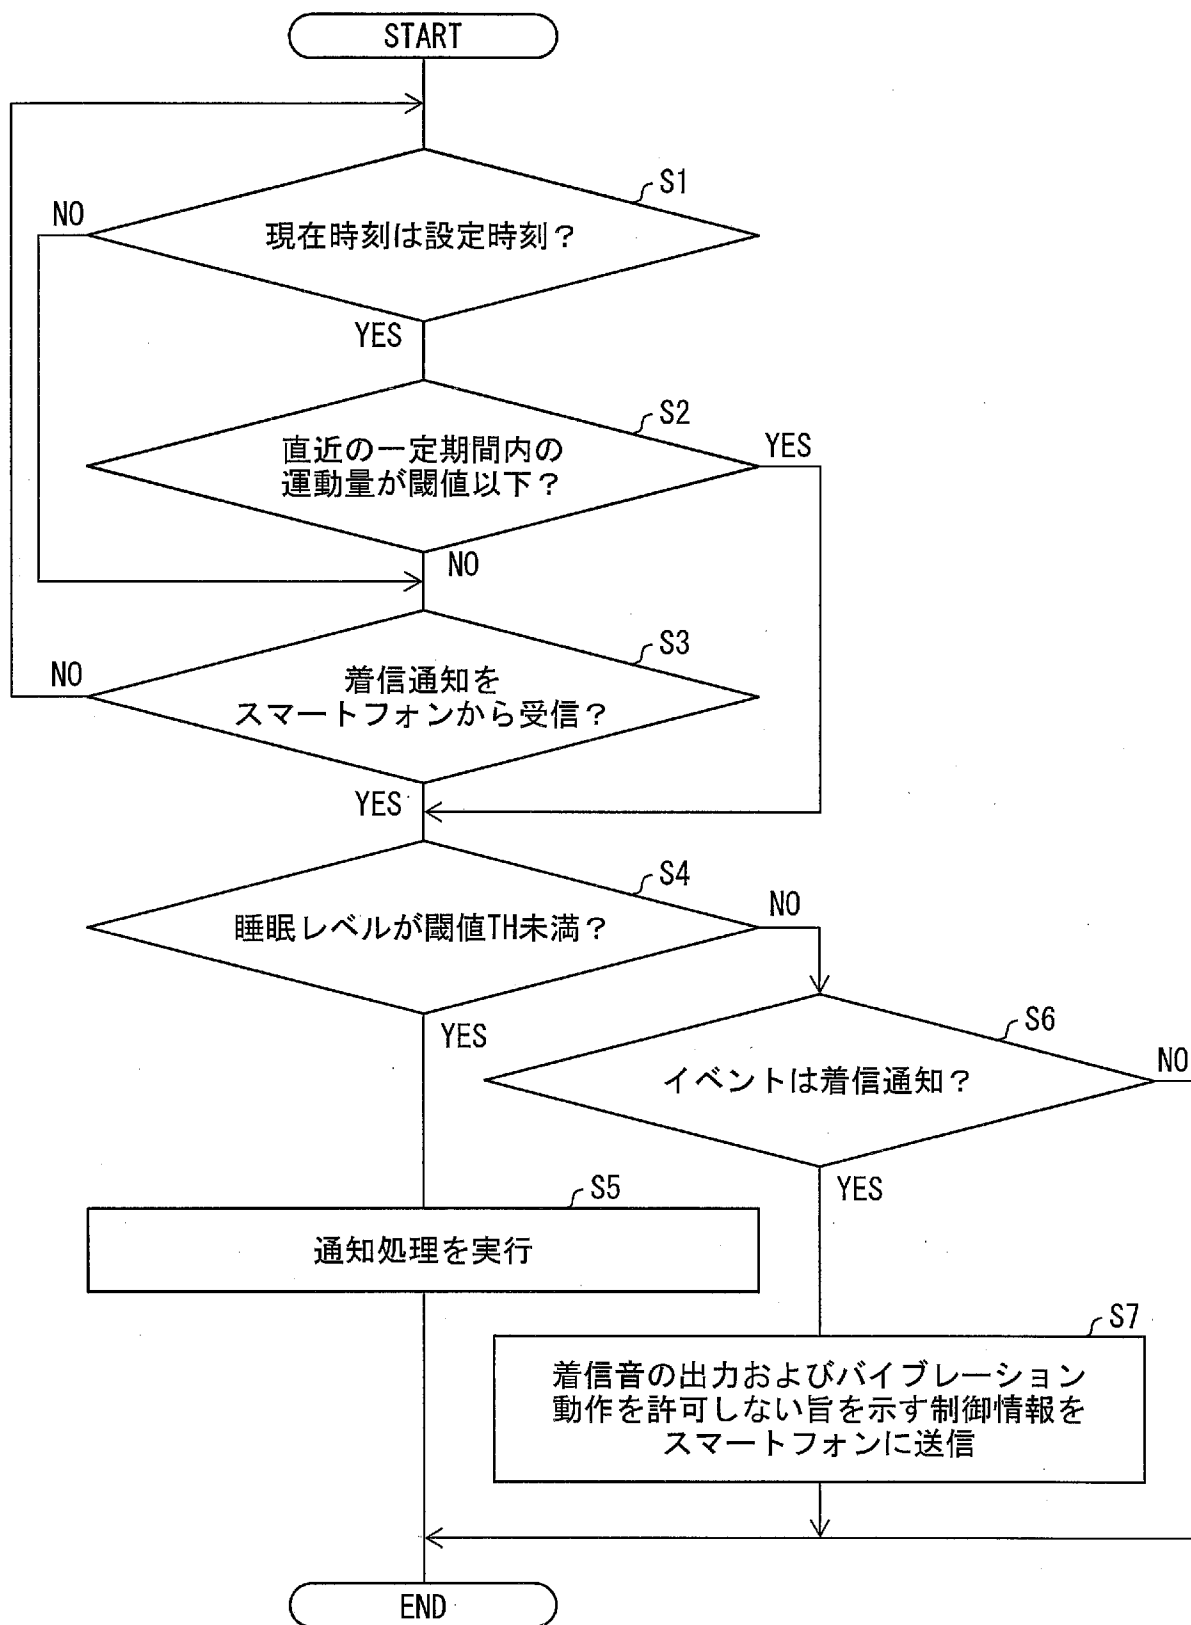 START
S1
NO
現在時刻は設定時刻？
YES
S2
YES
直近の一定期間内の
運動量が閾値以下？
NO
S3
NO
着信通知を
スマートフォンから受信？
YES
S4
NO
睡眠レベルが閾値TH未満？
YES
S6
NO
イベントは着信通知？
YES
S5
通知処理を実行
S7
着信音の出力およびバイブレーション
動作を許可しない旨を示す制御情報を
スマートフォンに送信
END